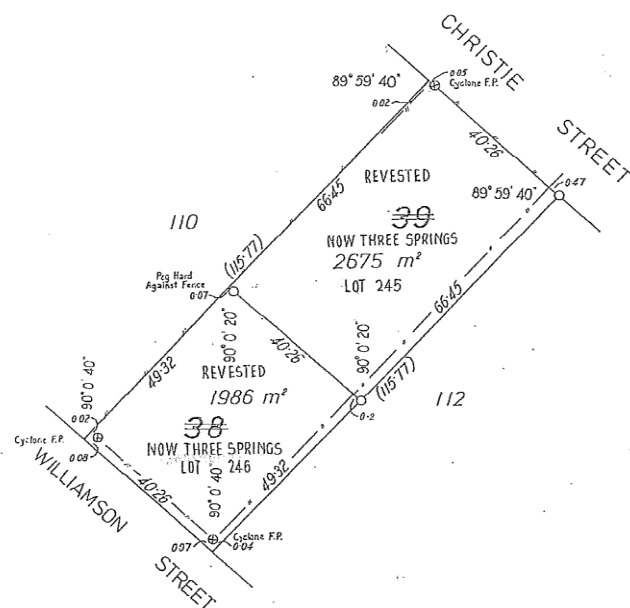 CHRISTIE
STREET
89° 59' 40"
0·05
Cyclone F.P.
0·02
40·26
REVESTED
89° 59' 40"
0·47
66·45
39
110
NOW THREE SPRINGS
2675 m²
LOT 245
(115·77)
66·45
Peg Hard
Against Fence
0·07
90° 0' 20"
40·26
90° 0' 20"
49·32
REVESTED
(115·77)
112
1986 m²
0·2
90° 0' 40"
0·02
38
Cyclone F.P.
0·08
NOW THREE SPRINGS
LOT 246
49·32
WILLIAMSON
40·26
90° 0' 40"
Cyclone F.P.
0·07
0·04
STREET